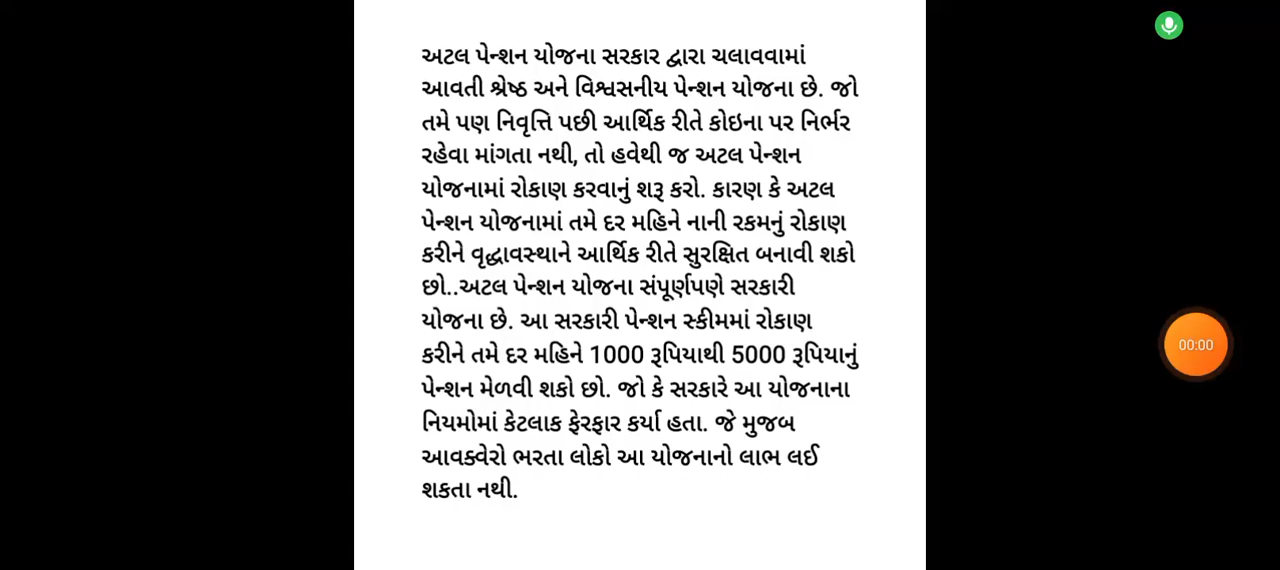 અટલ પેન્શન યોજના સરકાર દ્વારા ચલાવવામાં
આવતી શ્રેષ્ઠ અને વિશ્વસનીય પેન્શન યોજના છે. જો
તમે પણ નિવૃત્તિ પછી આર્થિક રીતે કોઇના પર નિર્ભર
રહેવા માંગતા નથી, તો હવેથી જ અટલ પેન્શન
યોજનામાં રોકાણ કરવાનું શરૂ કરો. કારણ કે અટલ
પેન્શન યોજનામાં તમે દર મહિને નાની રકમનું રોકાણ
કરીને વૃદ્ધાવસ્થાને આર્થિક રીતે સુરક્ષિત બનાવી શકો
છો..અટલ પેન્શન યોજના સંપૂર્ણપણે સરકારી
યોજના છે. આ સરકારી પેન્શન સ્કીમમાં રોકાણ
કરીને તમે દર મહિને 1000 રૂપિયાથી 5000 રૂપિયાનું
પેન્શન મેળવી શકો છો. જો કે સરકારે આ યોજનાના
નિયમોમાં કેટલાક ફેરફાર કર્યા હતા. જે મુજબ
આવકવેરો ભરતા લોકો આ યોજનાનો લાભ લઈ
શકતા નથી.
00:00